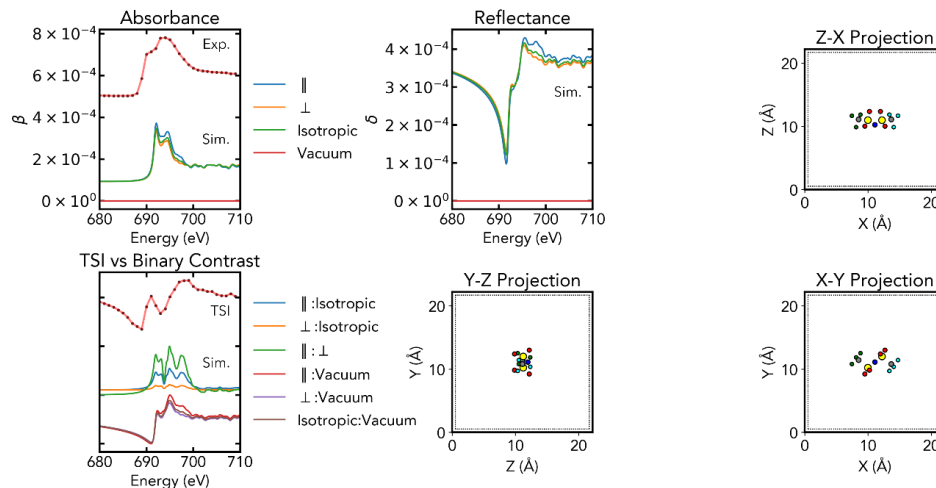 Absorbance
8 × 10⁻⁴
6 × 10⁻⁴
4 × 10⁻⁴
2 × 10⁻⁴
0 × 10⁰
β
Exp.
Sim.
680 690 700 710
Energy (eV)
∥
⊥
Isotropic
Vacuum
Reflectance
4 × 10⁻⁴
3 × 10⁻⁴
2 × 10⁻⁴
1 × 10⁻⁴
0 × 10⁰
δ
Sim.
680 690 700 710
Energy (eV)
Z-X Projection
20
10
0
Z (Å)
0 10 20
X (Å)
TSI vs Binary Contrast
TSI
Sim.
680 690 700 710
Energy (eV)
∥:Isotropic
⊥:Isotropic
∥:⊥
∥:Vacuum
⊥:Vacuum
Isotropic:Vacuum
Y-Z Projection
20
10
0
Y (Å)
0 10 20
Z (Å)
X-Y Projection
20
10
0
Y (Å)
0 10 20
X (Å)